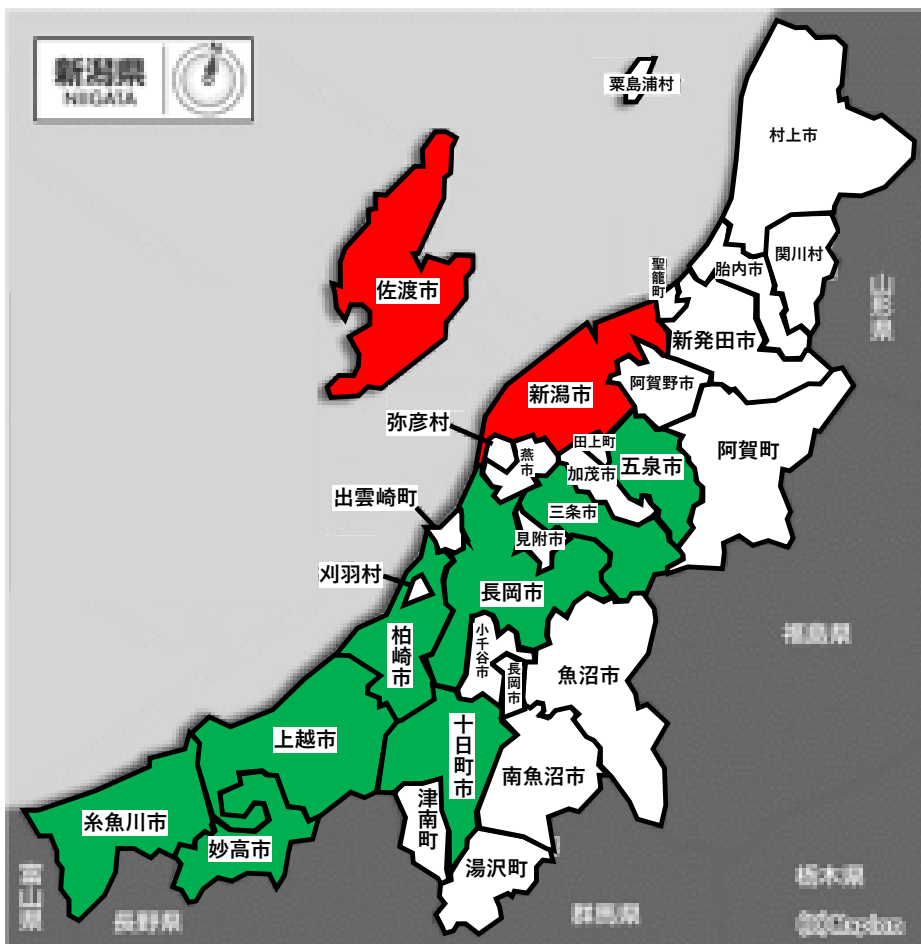 新潟県
NIIGATA
粟島浦村
村上市
関川村
胎内市
聖籠町
山形県
佐渡市
新発田市
阿賀野市
新潟市
弥彦村
田上町
阿賀町
燕市
加茂市
五泉市
出雲崎町
三条市
見附市
刈羽村
長岡市
福島県
小千谷市
柏崎市
長岡市
魚沼市
十日町市
上越市
南魚沼市
津南町
糸魚川市
妙高市
湯沢町
富山県
長野県
群馬県
栃木県